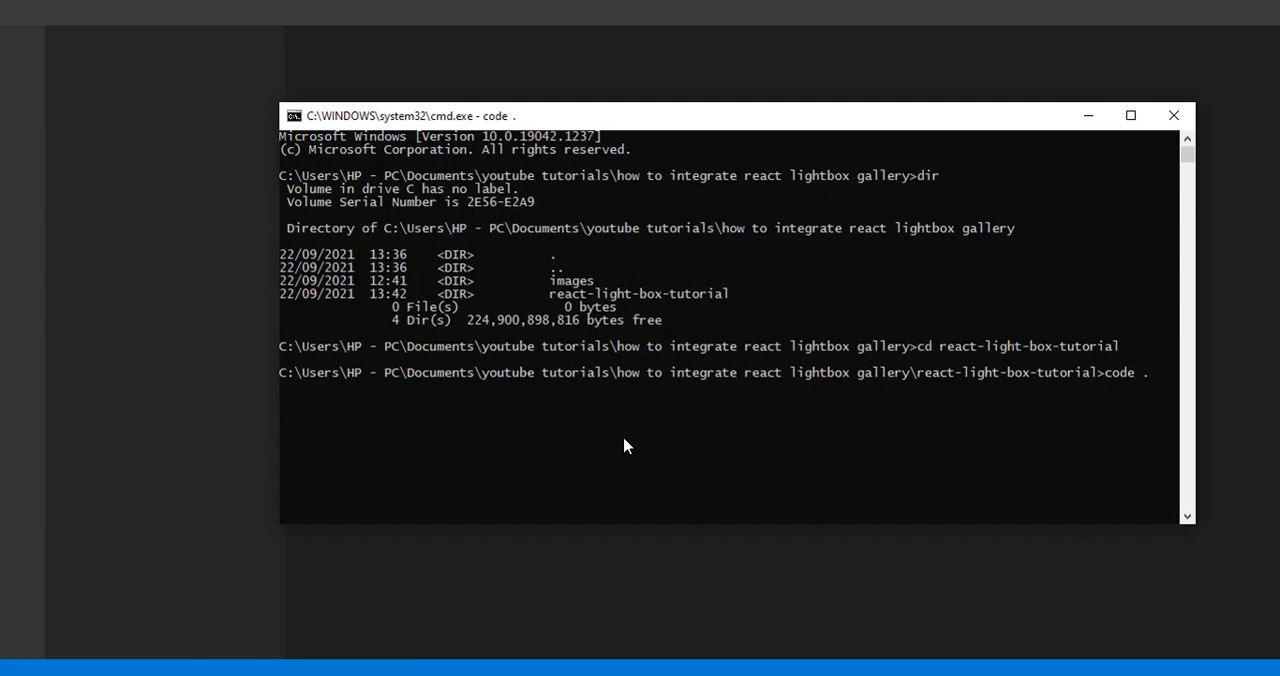 C:\WINDOWS\system32\cmd.exe - code .
Microsoft Windows [Version 10.0.19042.1237]
(c) Microsoft Corporation. All rights reserved.
C:\Users\HP - PC\Documents\youtube tutorials\how to integrate react lightbox gallery>dir
Volume in drive C has no label.
Volume Serial Number is 2E56-E2A9
Directory of C:\Users\HP - PC\Documents\youtube tutorials\how to integrate react lightbox gallery
22/09/2021  13:36    <DIR>          .
22/09/2021  13:36    <DIR>          ..
22/09/2021  12:41    <DIR>          images
22/09/2021  13:42    <DIR>          react-light-box-tutorial
0 File(s)              0 bytes
4 Dir(s)  224,900,898,816 bytes free
C:\Users\HP - PC\Documents\youtube tutorials\how to integrate react lightbox gallery>cd react-light-box-tutorial
C:\Users\HP - PC\Documents\youtube tutorials\how to integrate react lightbox gallery\react-light-box-tutorial>code .